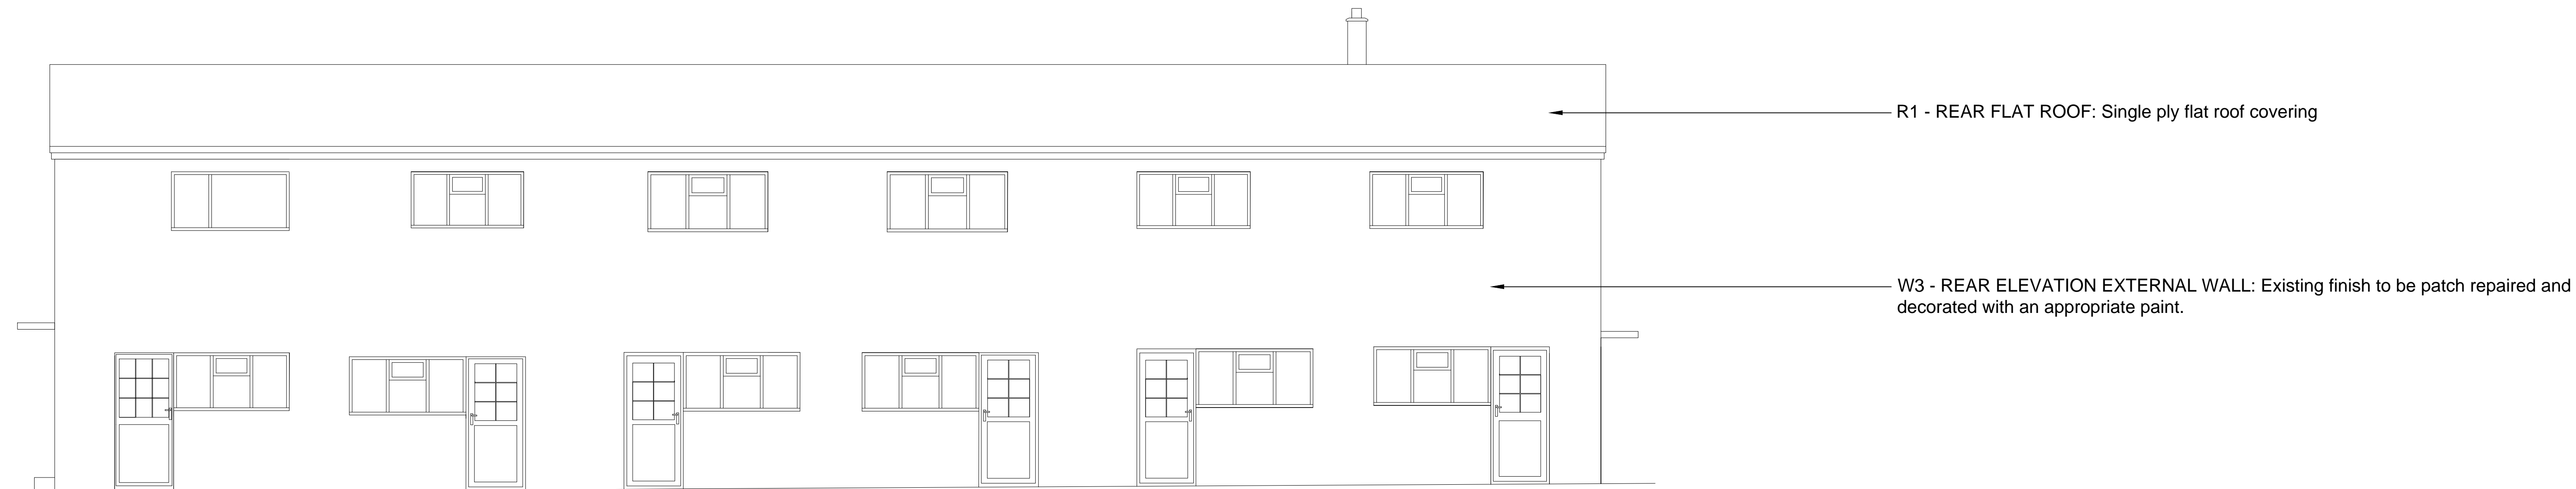 R1 - REAR FLAT ROOF: Single ply flat roof covering
W3 - REAR ELEVATION EXTERNAL WALL: Existing finish to be patch repaired and
decorated with an appropriate paint.